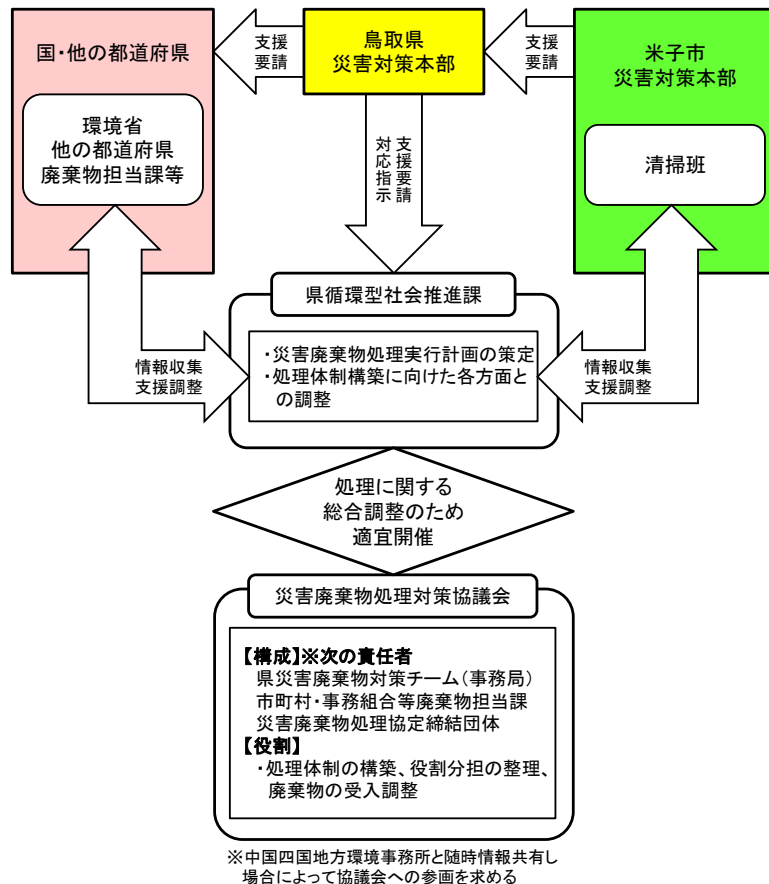 国・他の都道府県
環境省
他の都道府県
廃棄物担当課等
支援
要請
鳥取県
災害対策本部
支援
要請
米子市
災害対策本部
清掃班
支援要請
対応指示
県循環型社会推進課
・災害廃棄物処理実行計画の策定
・処理体制構築に向けた各方面と
の調整
情報収集
支援調整
情報収集
支援調整
処理に関する
総合調整のため
適宜開催
災害廃棄物処理対策協議会
【構成】※次の責任者
県災害廃棄物対策チーム(事務局)
市町村・事務組合等廃棄物担当課
災害廃棄物処理協定締結団体
【役割】
・処理体制の構築、役割分担の整理、
廃棄物の受入調整
※中国四国地方環境事務所と随時情報共有し
場合によって協議会への参画を求める